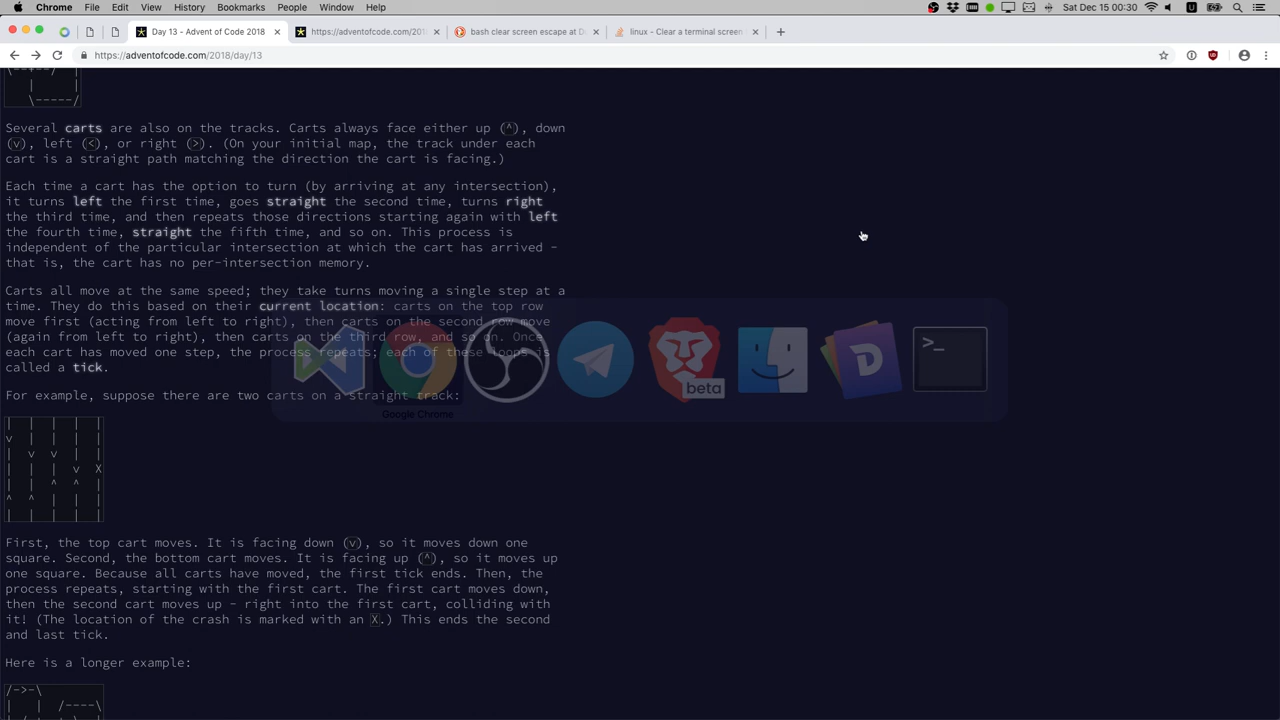 Chrome File Edit View History Bookmarks People Window Help Sat Dec 15 00:30
Day 13 - Advent of Code 2018 https://adventofcode.com/201 bash clear screen escape at D linux - Clear a terminal screen
https://adventofcode.com/2018/day/13
\--+--/ |
| |
\-----/
Several carts are also on the tracks. Carts always face either up (^), down
(v), left (<), or right (>). (On your initial map, the track under each
cart is a straight path matching the direction the cart is facing.)
Each time a cart has the option to turn (by arriving at any intersection),
it turns left the first time, goes straight the second time, turns right
the third time, and then repeats those directions starting again with left
the fourth time, straight the fifth time, and so on. This process is
independent of the particular intersection at which the cart has arrived -
that is, the cart has no per-intersection memory.
Carts all move at the same speed; they take turns moving a single step at a
time. They do this based on their current location: carts on the top row
move first (acting from left to right), then carts on the second row move
(again from left to right), then carts on the third row, and so on. Once
each cart has moved one step, the process repeats; each of these loops is
called a tick.
beta
>_
Google Chrome
For example, suppose there are two carts on a straight track:
| | | | |
v | | | |
| v v | |
| | | v X
| | ^ ^ |
^ ^ | | |
| | | | |
First, the top cart moves. It is facing down (v), so it moves down one
square. Second, the bottom cart moves. It is facing up (^), so it moves up
one square. Because all carts have moved, the first tick ends. Then, the
process repeats, starting with the first cart. The first cart moves down,
then the second cart moves up - right into the first cart, colliding with
it! (The location of the crash is marked with an X.) This ends the second
and last tick.
Here is a longer example:
/->-\
| | /----\